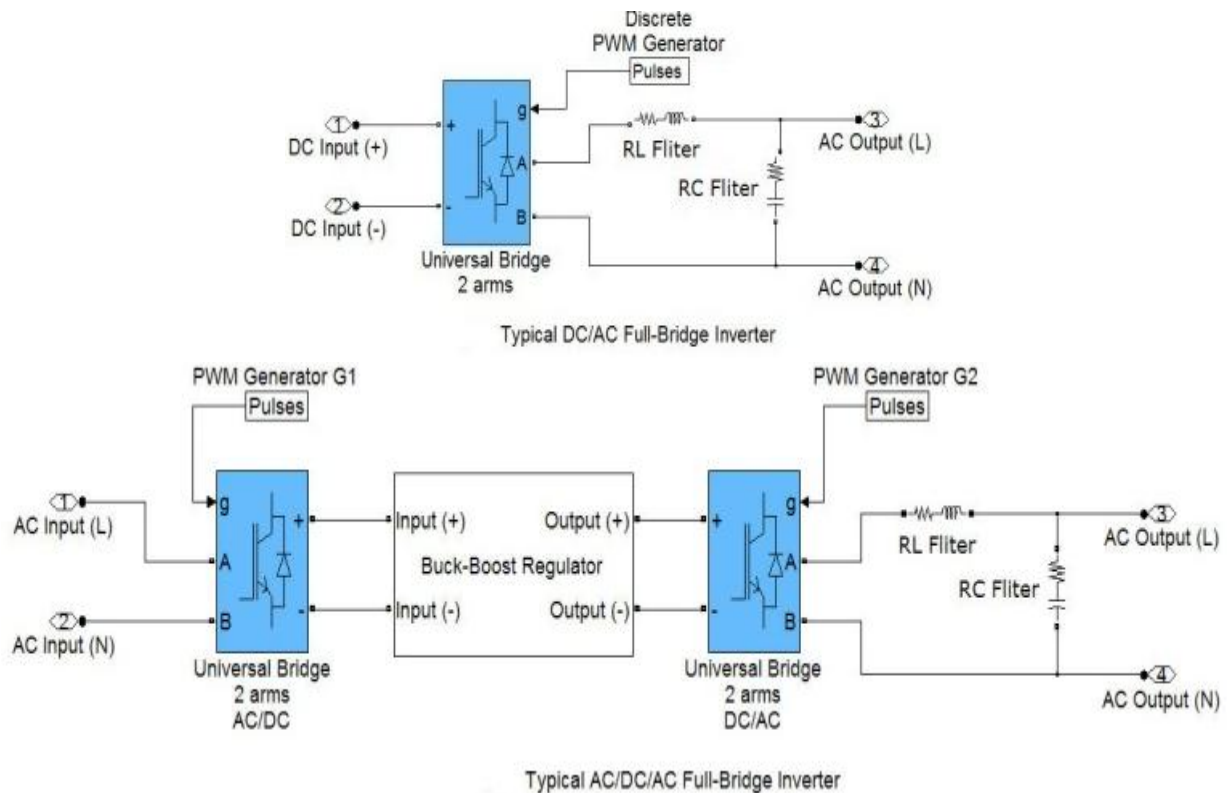 Discrete
PWM Generator
Pulses
g
1
+
DC Input (+)
A
RL Fliter
3
AC Output (L)
RC Fliter
2
-
DC Input (-)
B
4
AC Output (N)
Universal Bridge
2 arms
Typical DC/AC Full-Bridge Inverter
PWM Generator G1
Pulses
PWM Generator G2
Pulses
1
AC Input (L)
g
A
B
+
-
2
AC Input (N)
Universal Bridge
2 arms
AC/DC
Input (+) Output (+)
Buck-Boost Regulator
Input (-) Output (-)
+
-
g
A
B
Universal Bridge
2 arms
DC/AC
RL Fliter
3
AC Output (L)
RC Fliter
4
AC Output (N)
Typical AC/DC/AC Full-Bridge Inverter